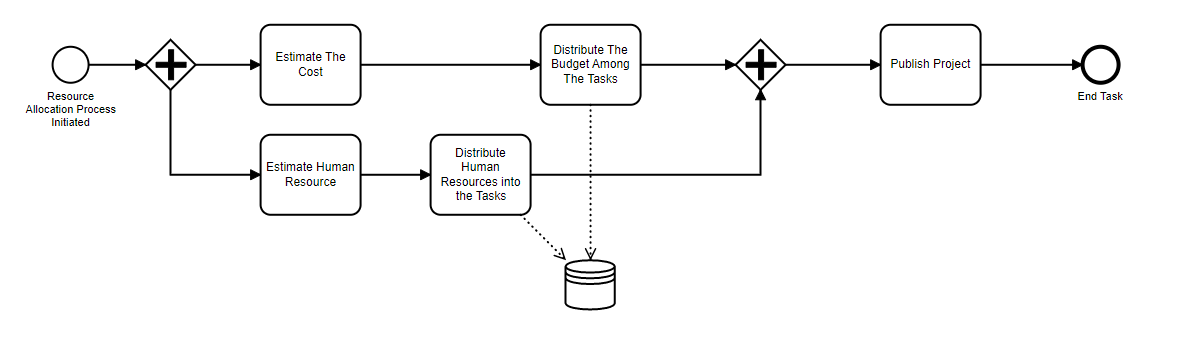 Resource
Allocation Process
Initiated
Estimate The
Cost
Distribute The
Budget Among
The Tasks
Publish Project
End Task
Estimate Human
Resource
Distribute
Human
Resources into
the Tasks